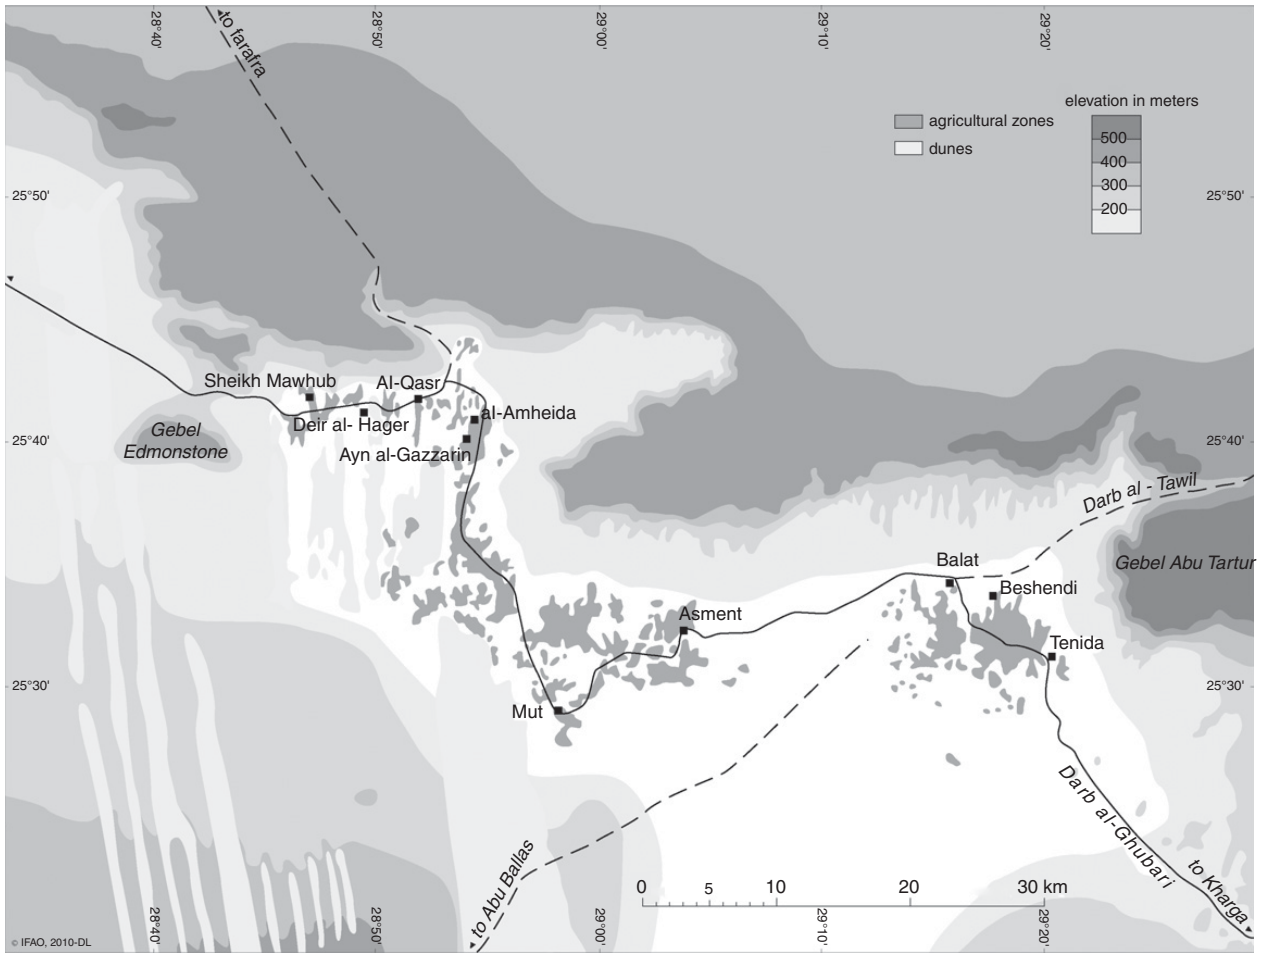 28°40'
28°50'
29°00'
29°10'
29°20'
to farafra
elevation in meters
agricultural zones
dunes
500
400
300
200
25°50'
25°50'
Sheikh Mawhub
Al-Qasr
al-Amheida
Deir al- Hager
Ayn al-Gazzarin
Gebel
Edmonstone
25°40'
25°40'
Darb al - Tawil
Gebel Abu Tartur
Balat
Beshendi
Asment
Tenida
25°30'
25°30'
Mut
Darb al-Ghubari
to Kharga
to Abu Ballas
0
5
10
20
30 km
28°40'
28°50'
29°00'
29°10'
29°20'
© IFAO, 2010-DL